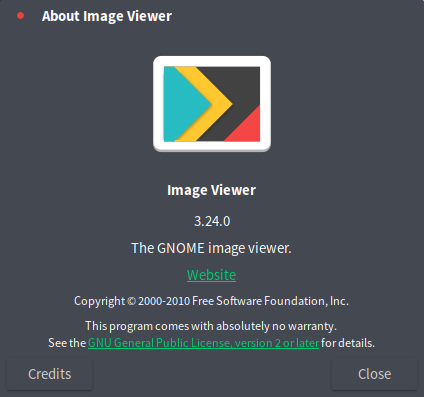 About Image Viewer
Image Viewer
3.24.0
The GNOME image viewer.
Website
Copyright © 2000-2010 Free Software Foundation, Inc.
This program comes with absolutely no warranty.
See the GNU General Public License, version 2 or later for details.
Credits
Close